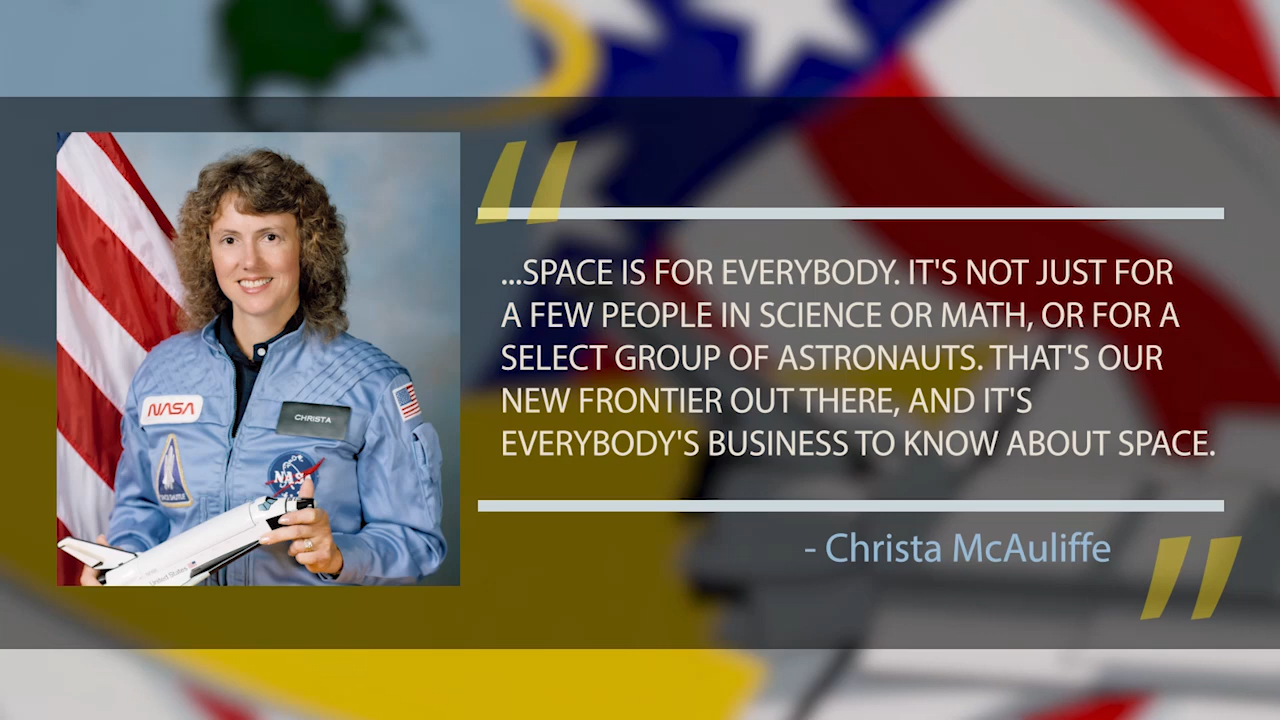 NASA
CHRISTA
NASA
United States
...SPACE IS FOR EVERYBODY. IT'S NOT JUST FOR
A FEW PEOPLE IN SCIENCE OR MATH, OR FOR A
SELECT GROUP OF ASTRONAUTS. THAT'S OUR
NEW FRONTIER OUT THERE, AND IT'S
EVERYBODY'S BUSINESS TO KNOW ABOUT SPACE.
- Christa McAuliffe